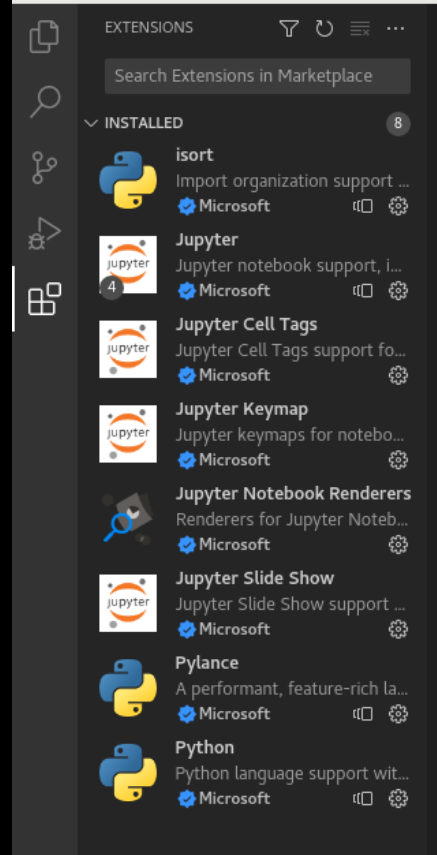 EXTENSIONS
Search Extensions in Marketplace
INSTALLED 8
isort
Import organization support ...
Microsoft
Jupyter
Jupyter notebook support, i...
jupyter
4
Microsoft
Jupyter Cell Tags
Jupyter Cell Tags support fo...
jupyter
Microsoft
Jupyter Keymap
Jupyter keymaps for notebo...
jupyter
Microsoft
Jupyter Notebook Renderers
Renderers for Jupyter Noteb...
Microsoft
Jupyter Slide Show
Jupyter Slide Show support ...
jupyter
Microsoft
Pylance
A performant, feature-rich la...
Microsoft
Python
Python language support wit...
Microsoft